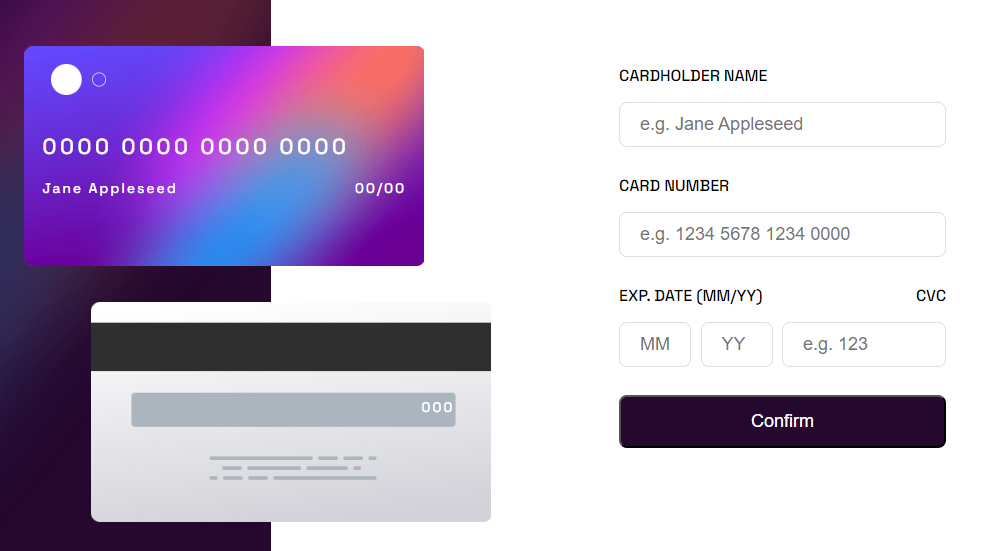 0000 0000 0000 0000
Jane Appleseed 00/00
000
CARDHOLDER NAME
e.g. Jane Appleseed
CARD NUMBER
e.g. 1234 5678 1234 0000
EXP. DATE (MM/YY) CVC
MM YY e.g. 123
Confirm